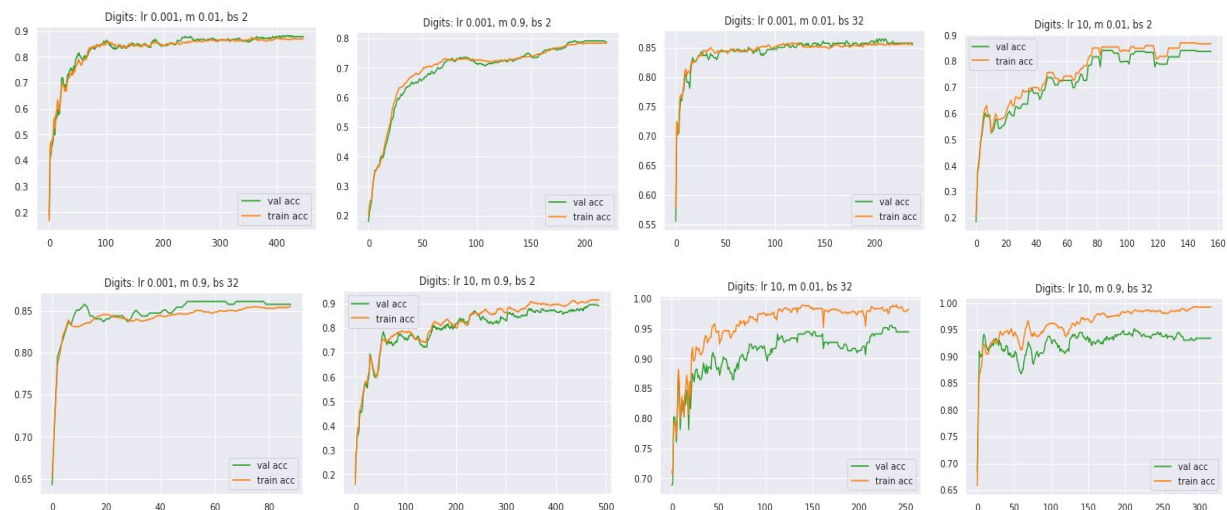 Digits: lr 0.001, m 0.01, bs 2
0.9
0.8
0.7
0.6
0.5
0.4
0.3
0.2
val acc
train acc
0 100 200 300 400
Digits: lr 0.001, m 0.9, bs 2
0.8
0.7
0.6
0.5
0.4
0.3
0.2
val acc
train acc
0 50 100 150 200
Digits: lr 0.001, m 0.01, bs 32
0.85
0.80
0.75
0.70
0.65
0.60
0.55
val acc
train acc
0 50 100 150 200
Digits: lr 10, m 0.01, bs 2
0.9
0.8
0.7
0.6
0.5
0.4
0.3
0.2
val acc
train acc
0 20 40 60 80 100 120 140 160
Digits: lr 0.001, m 0.9, bs 32
0.85
0.80
0.75
0.70
0.65
val acc
train acc
0 20 40 60 80
Digits: lr 10, m 0.9, bs 2
0.9
0.8
0.7
0.6
0.5
0.4
0.3
0.2
val acc
train acc
0 100 200 300 400 500
Digits: lr 10, m 0.01, bs 32
1.00
0.95
0.90
0.85
0.80
0.75
0.70
val acc
train acc
0 50 100 150 200 250
Digits: lr 10, m 0.9, bs 32
1.00
0.95
0.90
0.85
0.80
0.75
0.70
0.65
val acc
train acc
0 50 100 150 200 250 300